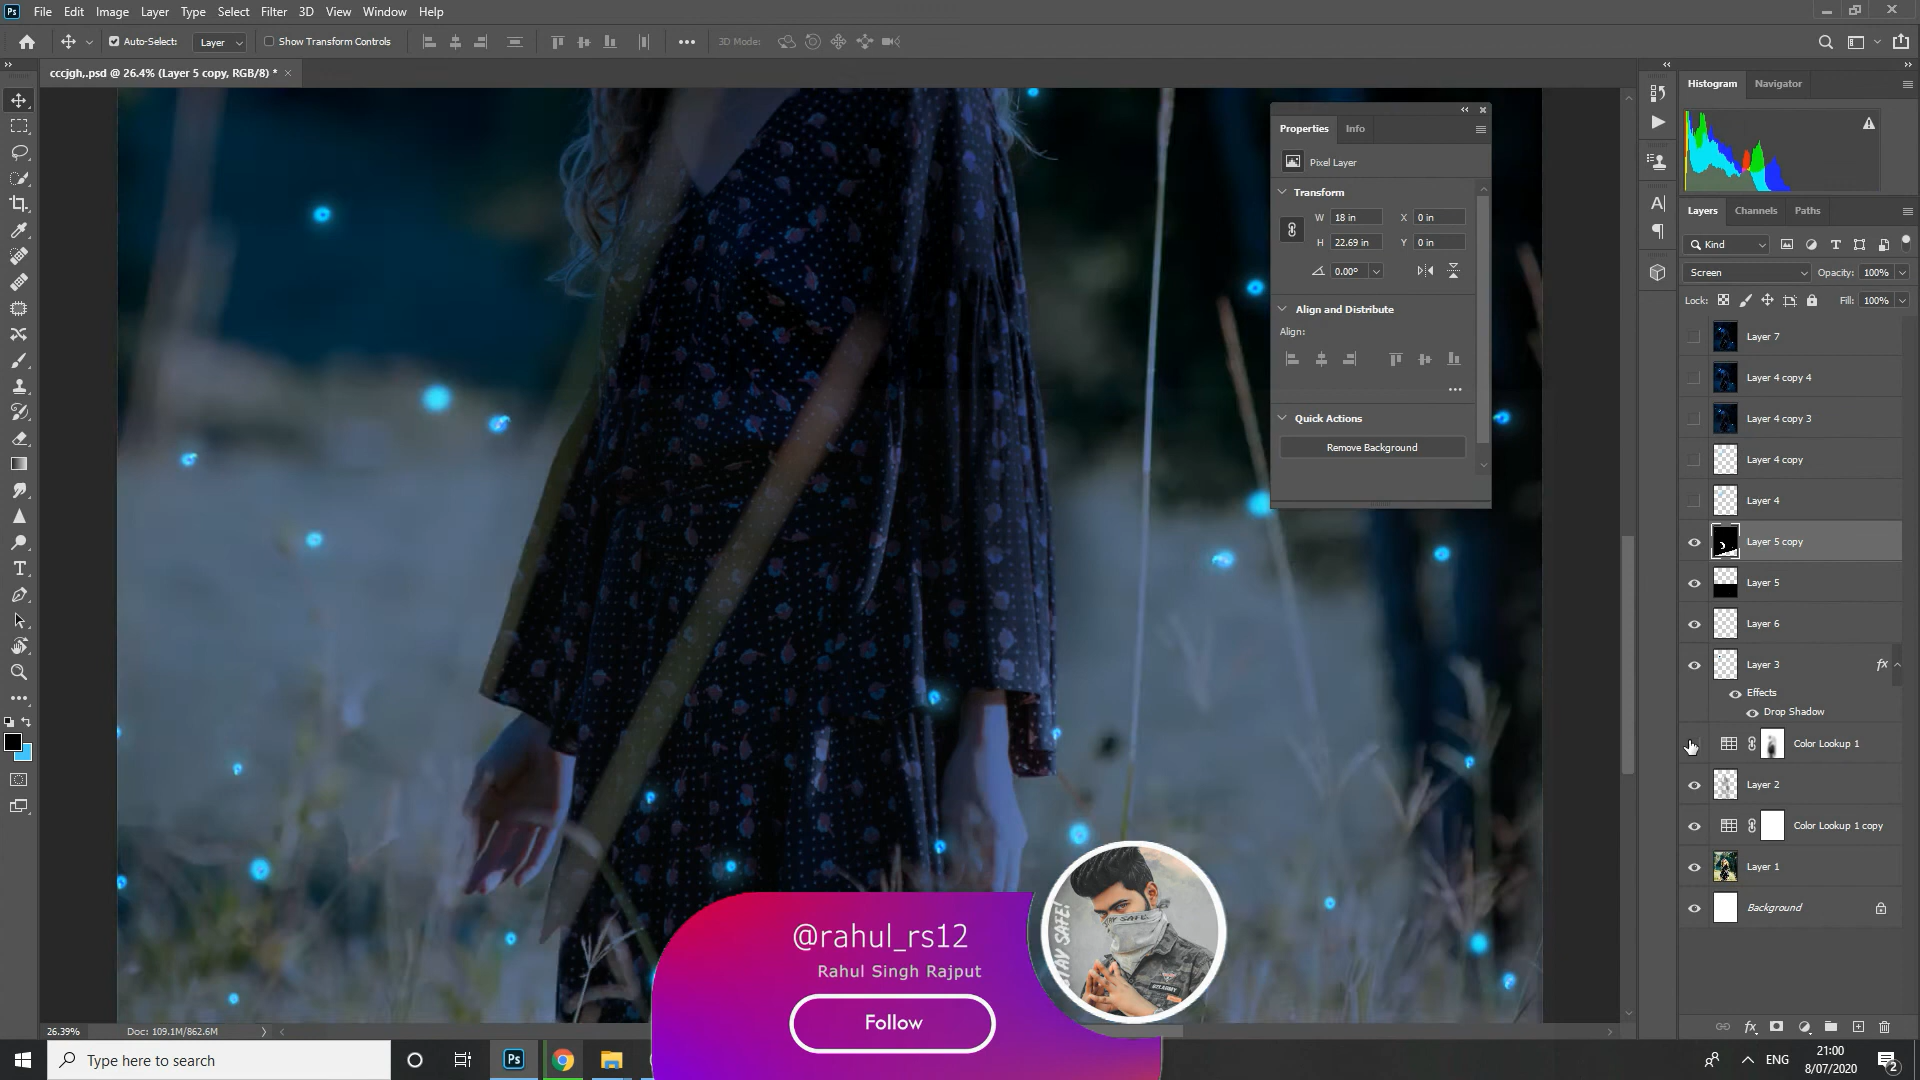 Ps File Edit Image Layer Type Select Filter 3D View Window Help
Auto-Select: Layer Show Transform Controls 3D Mode:
cccjgh,.psd @ 26.4% (Layer 5 copy, RGB/8) *
Histogram Navigator
Properties Info
Pixel Layer
Transform
W 18 in X 0 in
H 22.69 in Y 0 in
0.00°
Align and Distribute
Align:
Quick Actions
Remove Background
Layers Channels Paths
Kind
Screen Opacity: 100%
Lock: Fill: 100%
Layer 7
Layer 4 copy 4
Layer 4 copy 3
Layer 4 copy
Layer 4
Layer 5 copy
Layer 5
Layer 6
Layer 3 fx
Effects
Drop Shadow
Color Lookup 1
Layer 2
Color Lookup 1 copy
Layer 1
Background
@rahul_rs12
Rahul Singh Rajput
Follow
STAY SAFE!
26.39% Doc: 109.1M/862.6M
Type here to search
Ps
ENG
21:00
8/07/2020
2